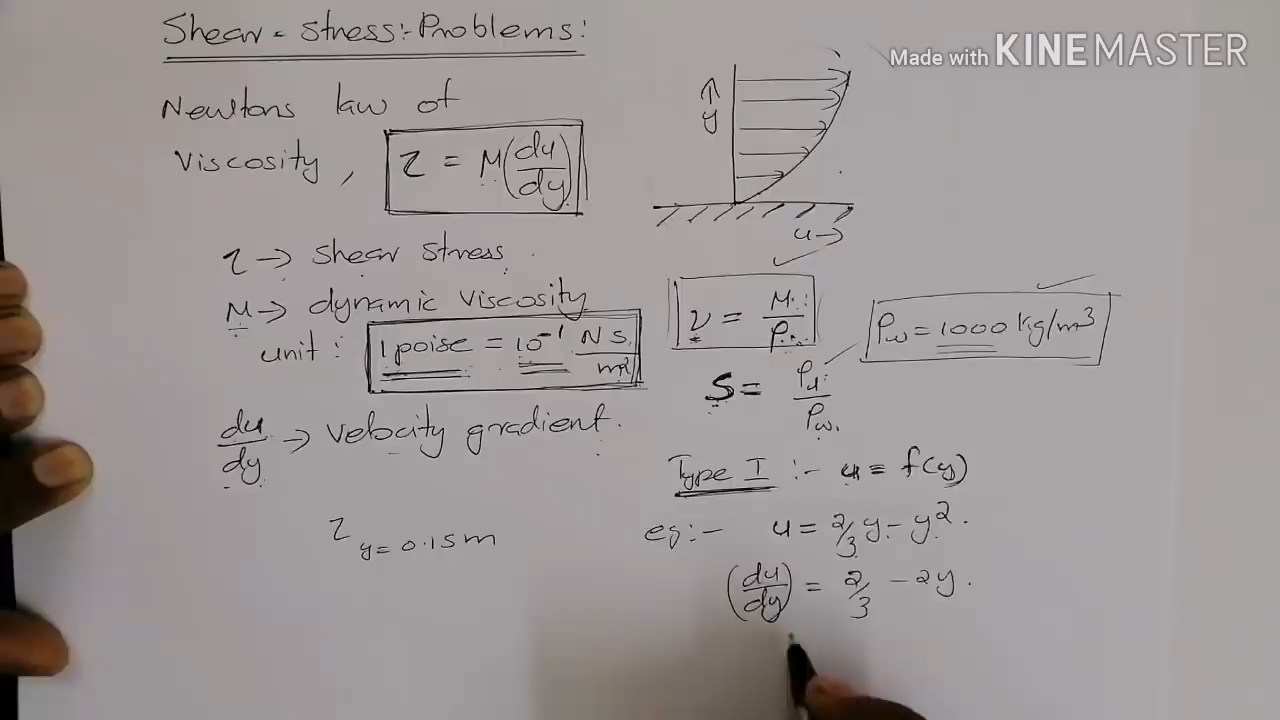 Shear - Stress:- Problems:
Made with KINEMASTER
Newtons law of
Viscosity, τ = μ(du/dy)
↑ y
u→
τ → Shear Stress
μ → dynamic viscosity
unit : 1 poise = 10⁻¹ N s/m²
du/dy → Velocity gradient.
τ y = 0.15m
ν = μ/ρ
ρw = 1000 kg/m³
S = /ρw.
Type I :- u = f(y)
eg:- u = 2/3 y - y².
(du/dy) = 2/3 - 2y.